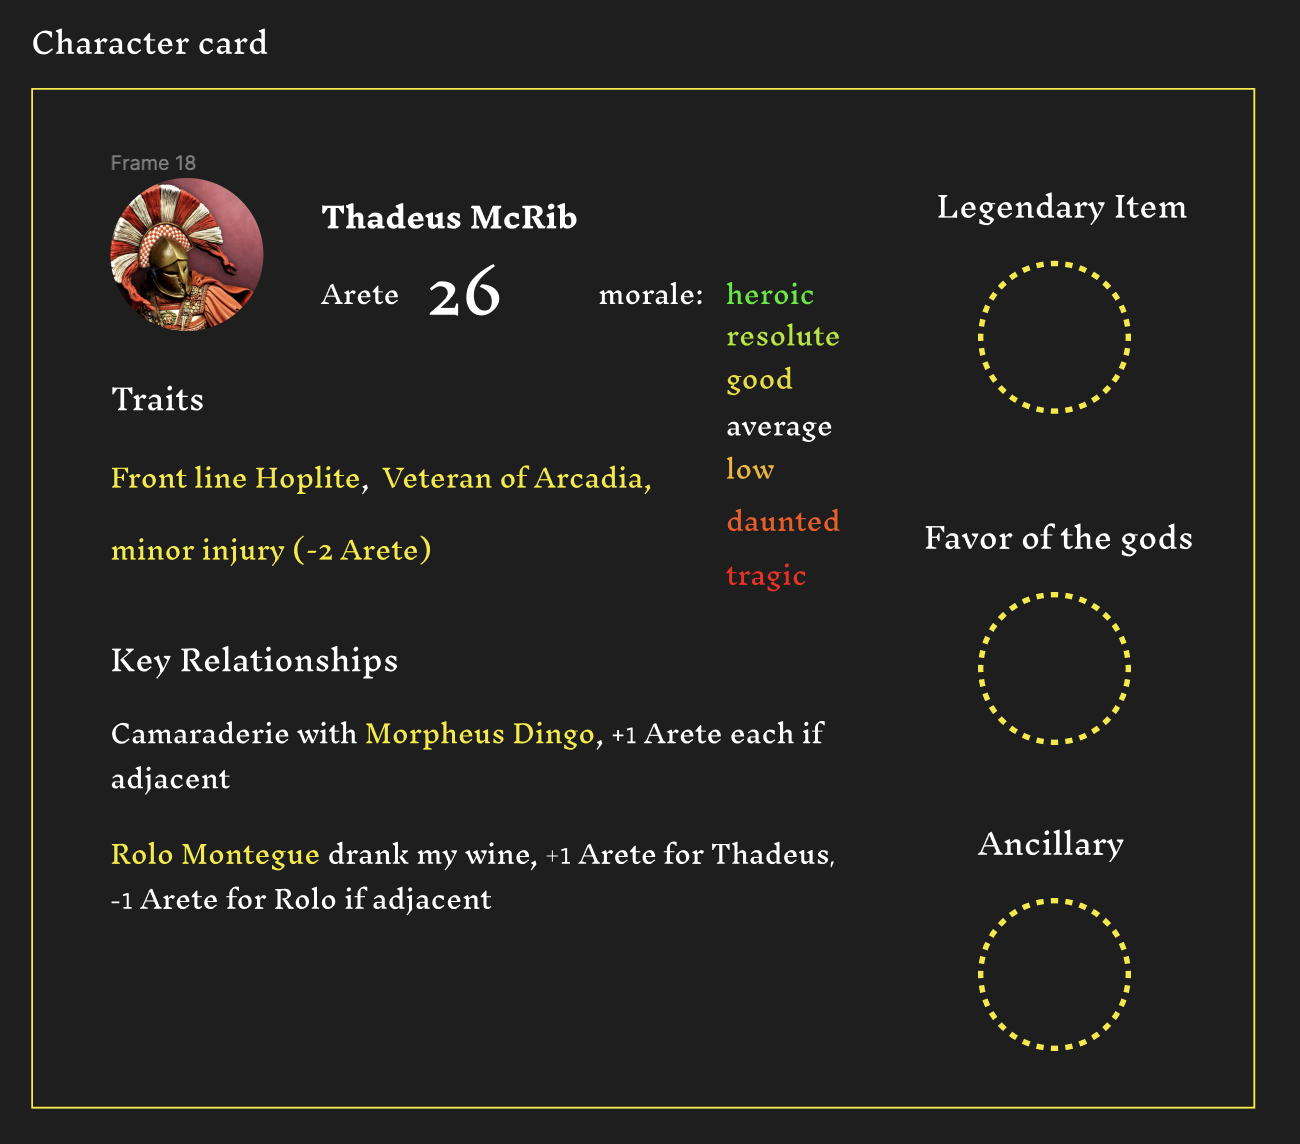 Character card
Frame 18
Thadeus McRib
Arete 26
morale: heroic
resolute
good
average
low
daunted
tragic
Traits
Front line Hoplite, Veteran of Arcadia,
minor injury (-2 Arete)
Key Relationships
Camaraderie with Morpheus Dingo, +1 Arete each if
adjacent
Rolo Montegue drank my wine, +1 Arete for Thadeus,
-1 Arete for Rolo if adjacent
Legendary Item
Favor of the gods
Ancillary